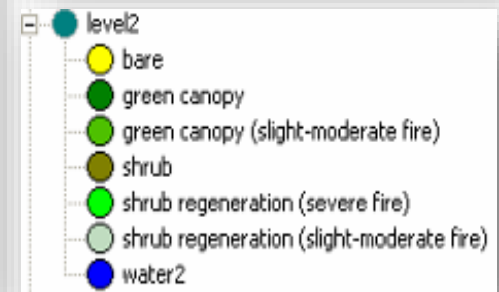 level2
bare
green canopy
green canopy (slight-moderate fire)
shrub
shrub regeneration (severe fire)
shrub regeneration (slight-moderate fire)
water2